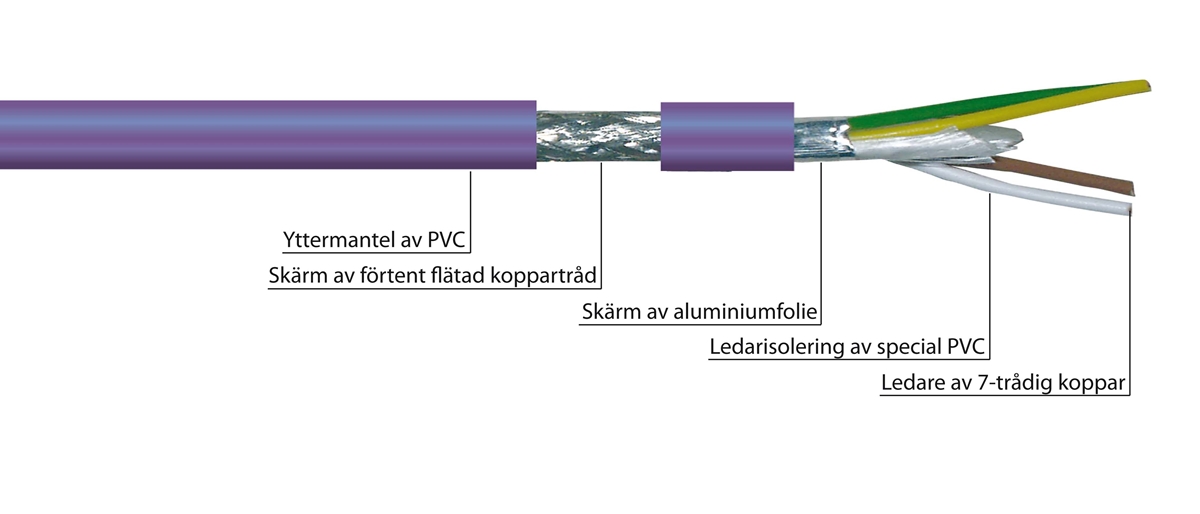 Yttermantel av PVC
Skärm av förtent flätad koppartråd
Skärm av aluminiumfolie
Ledarisolering av special PVC
Ledare av 7-trådig koppar